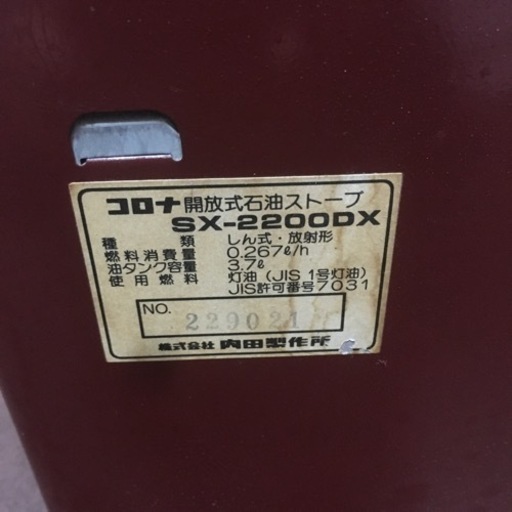 コロナ開放式石油ストーブ
SX-2200DX
種類 しん式・放射形
燃料消費量 0.267ℓ/h
油タンク容量 3.7ℓ
使用燃料 灯油(JIS 1号灯油)
JIS許可番号7031
NO. 229021
株式会社 内田製作所